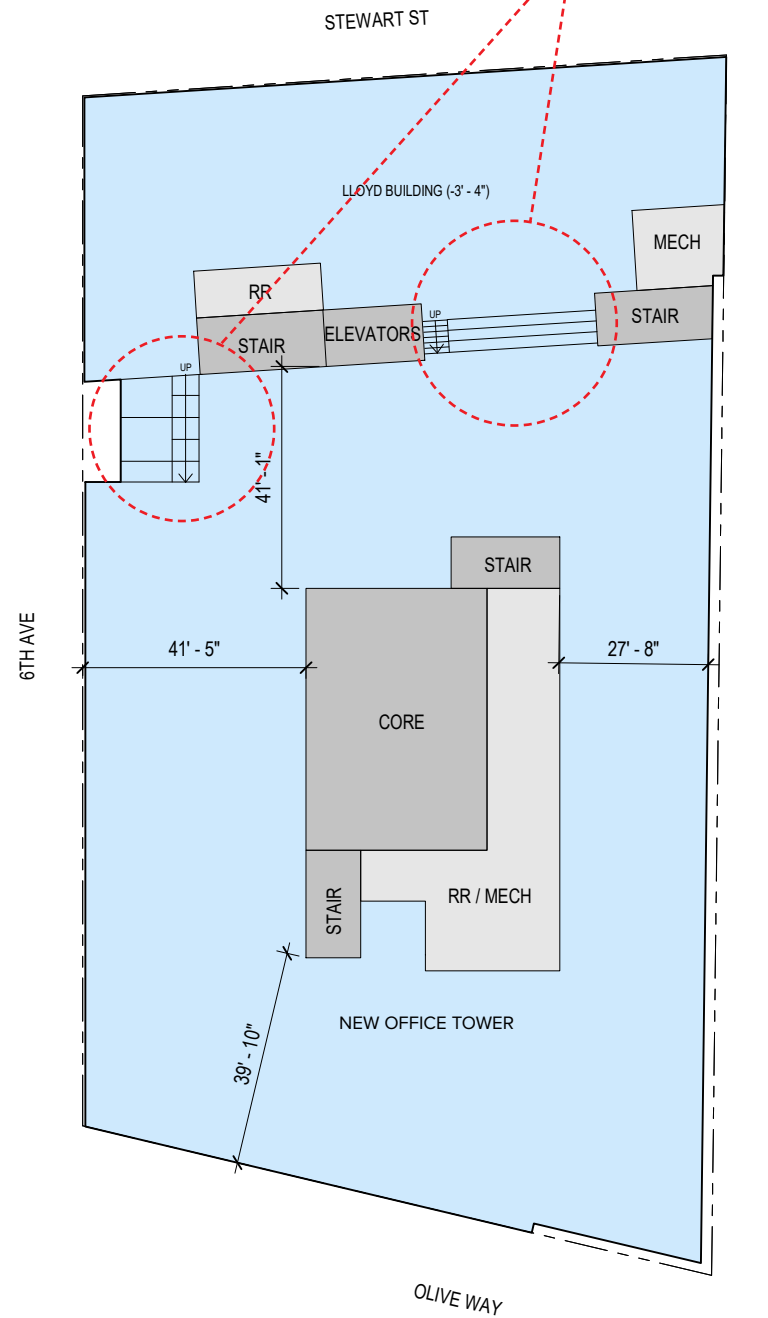 STEWART ST
LLOYD BUILDING (-3' - 4")
MECH
RR
STAIR
UP
ELEVATORS
STAIR
UP
41' - 1"
STAIR
6TH AVE
41' - 5"
27' - 8"
CORE
STAIR
RR / MECH
39' - 10"
NEW OFFICE TOWER
OLIVE WAY